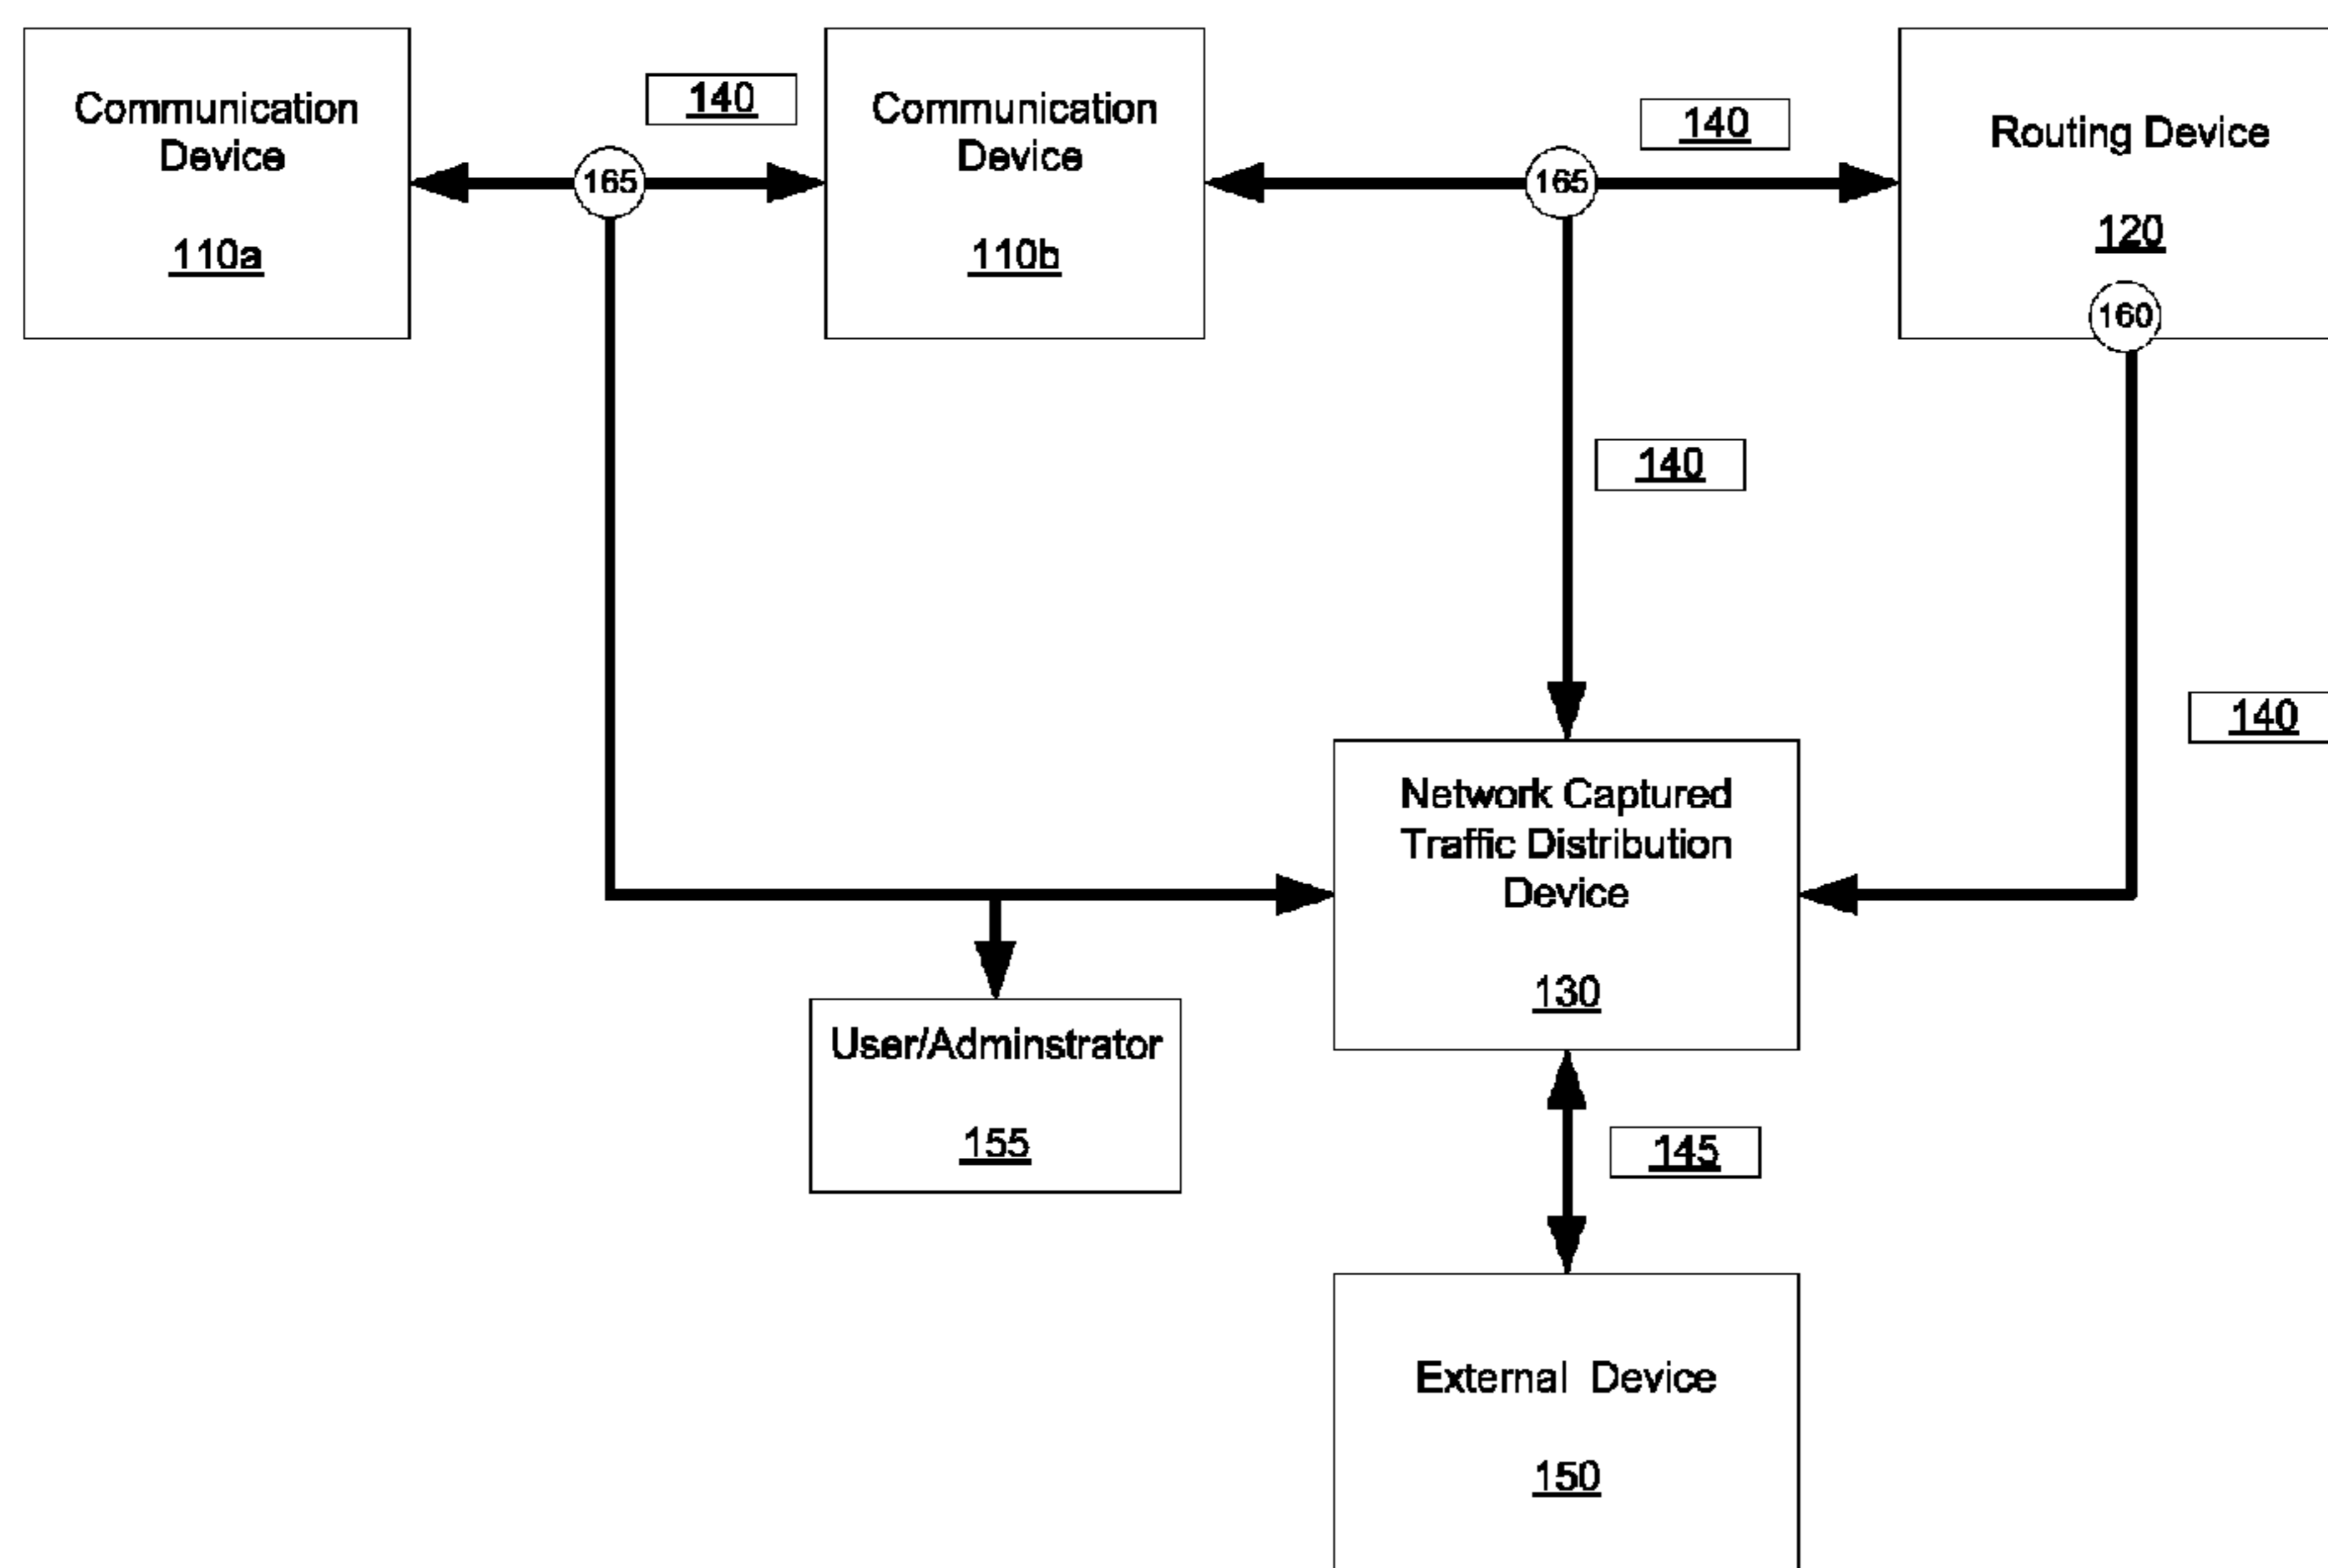 Communication
Device
110a
140
165
Communication
Device
110b
140
165
Routing Device
120
160
140
140
Network Captured
Traffic Distribution
Device
130
User/Adminstrator
155
145
External Device
150